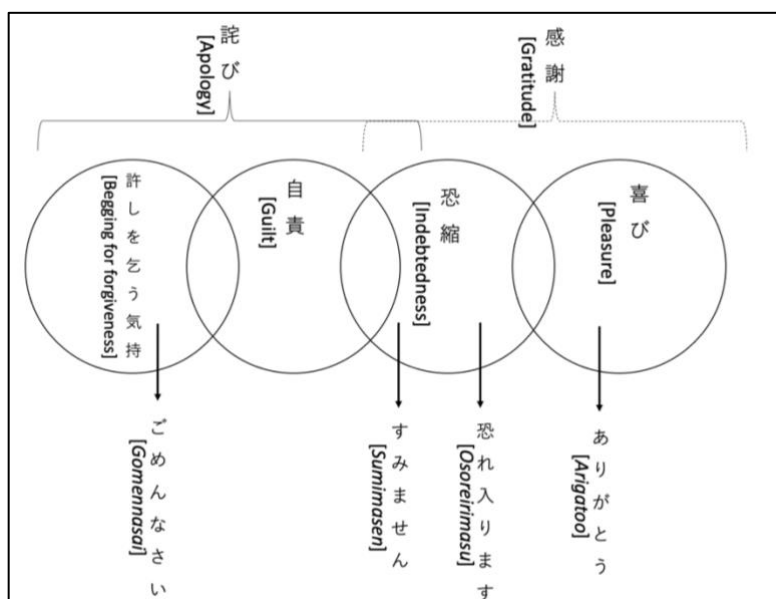 詫び
[Apology]
感謝
[Gratitude]
許しを乞う気持
[Begging for forgiveness]
自責
[Guilt]
恐縮
[Indebtedness]
喜び
[Pleasure]
ごめんなさい
[Gomennasai]
すみません
[Sumimasen]
恐れ入ります
[Osoreirimasu]
ありがとう
[Arigatoo]